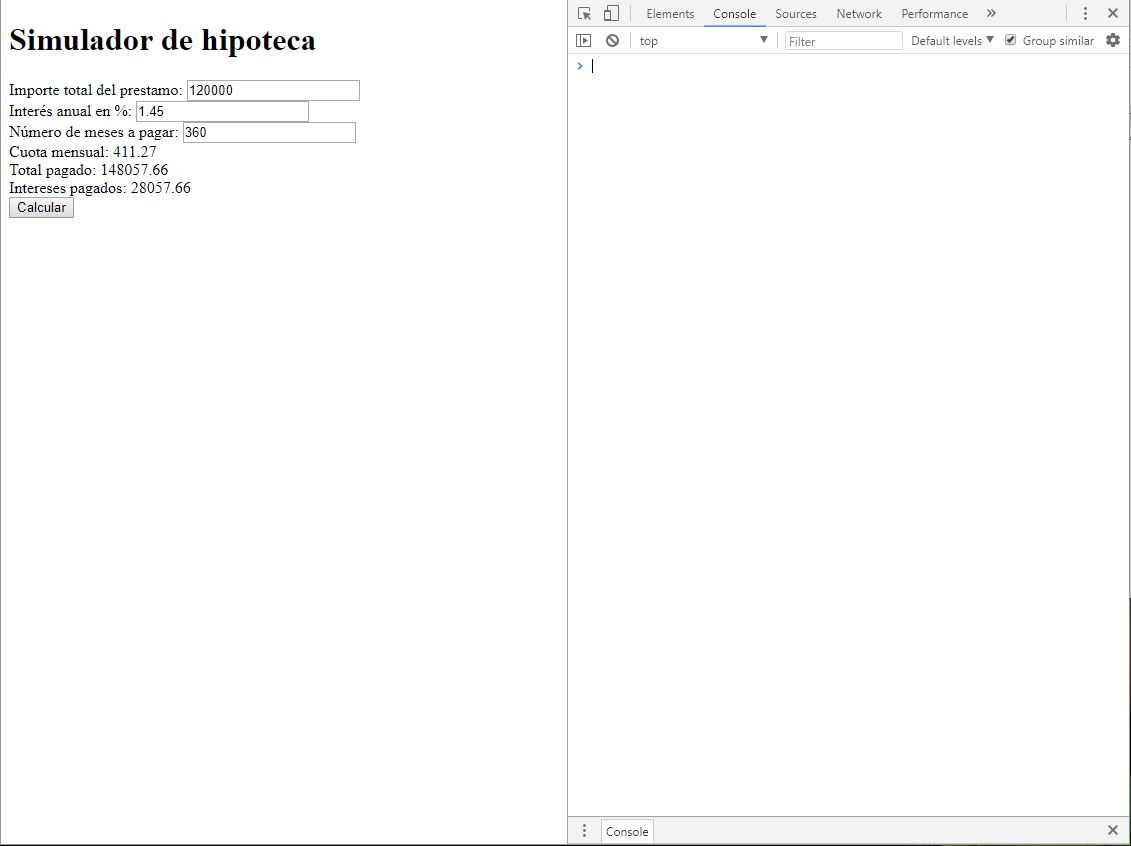 Simulador de hipoteca
Importe total del prestamo: 120000
Interés anual en %: 1.45
Número de meses a pagar: 360
Cuota mensual: 411.27
Total pagado: 148057.66
Intereses pagados: 28057.66
Calcular
Elements Console Sources Network Performance »
top Filter Default levels Group similar
Console